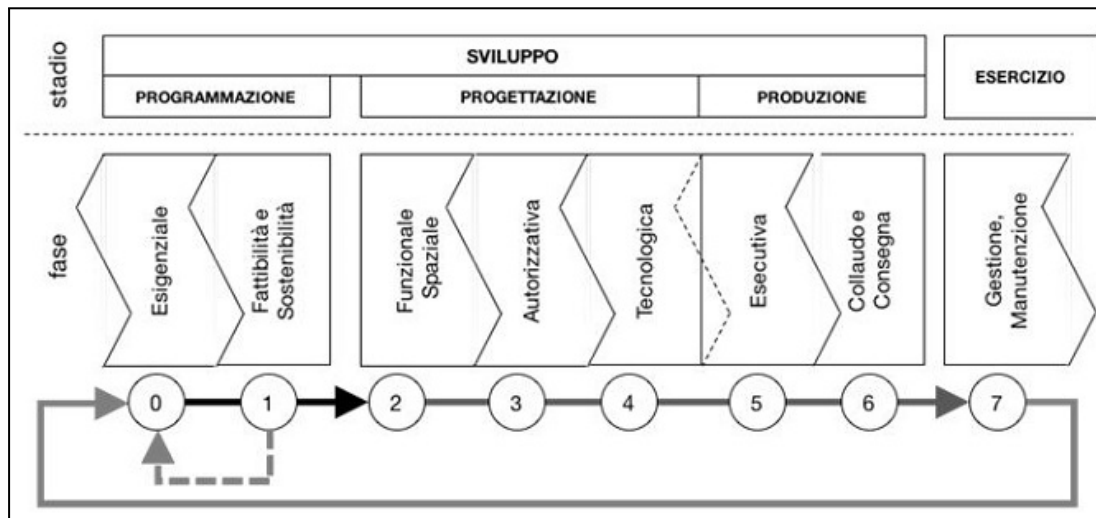 stadio
SVILUPPO
PROGRAMMAZIONE
PROGETTAZIONE
PRODUZIONE
ESERCIZIO
fase
Esigenziale
Fattibilità e
Sostenibilità
Funzionale
Spaziale
Autorizzativa
Tecnologica
Esecutiva
Collaudo e
Consegna
Gestione,
Manutenzione
0
1
2
3
4
5
6
7